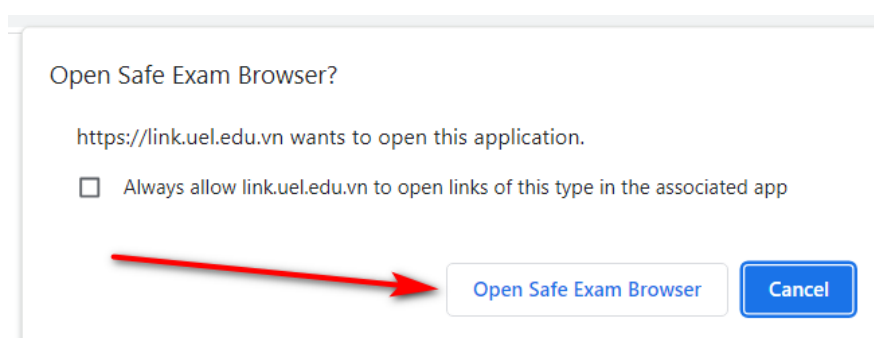 Open Safe Exam Browser?
https://link.uel.edu.vn wants to open this application.
Always allow link.uel.edu.vn to open links of this type in the associated app
Open Safe Exam Browser Cancel